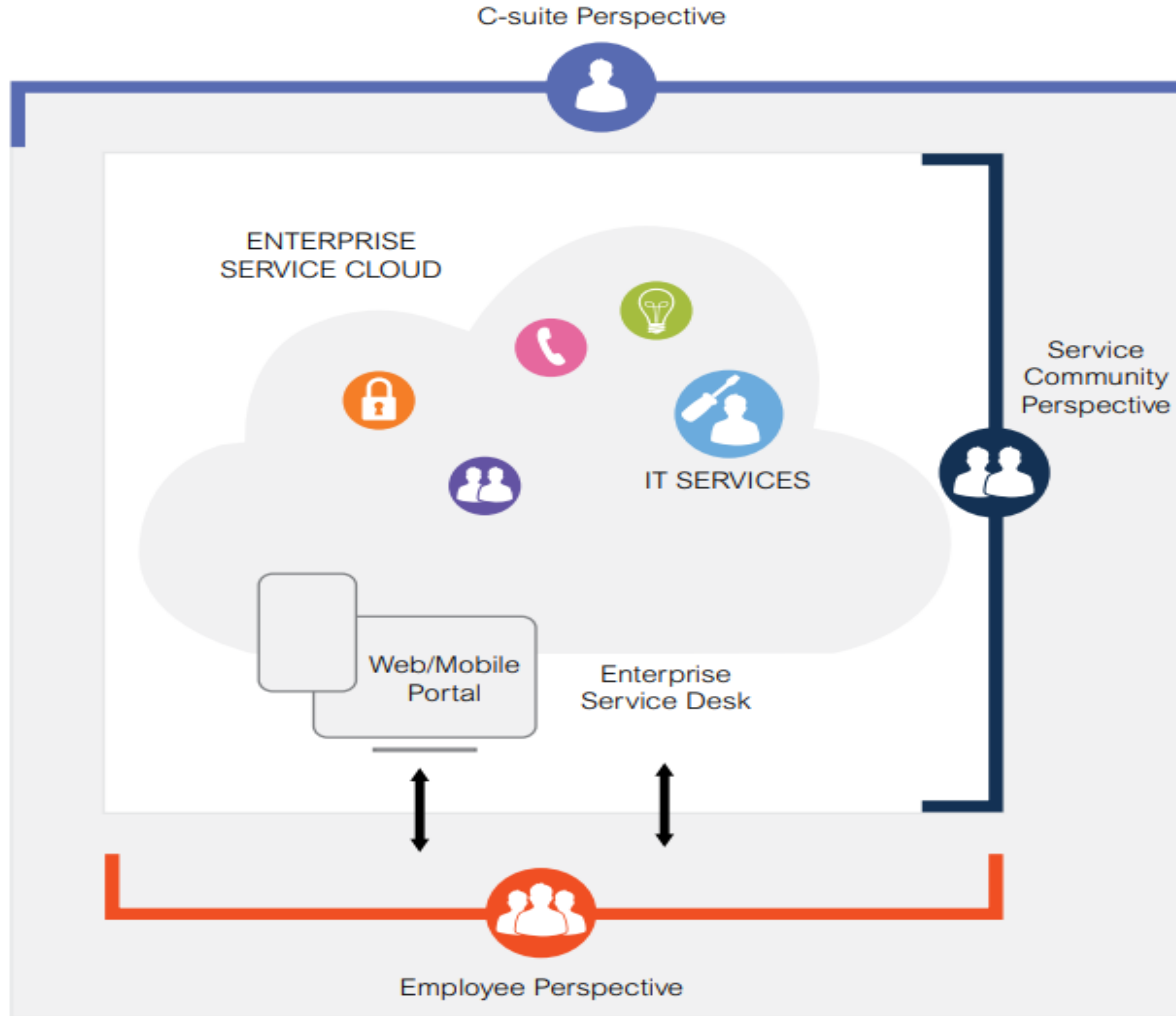 C-suite Perspective
ENTERPRISE
SERVICE CLOUD
IT SERVICES
Service
Community
Perspective
Web/Mobile
Portal
Enterprise
Service Desk
Employee Perspective